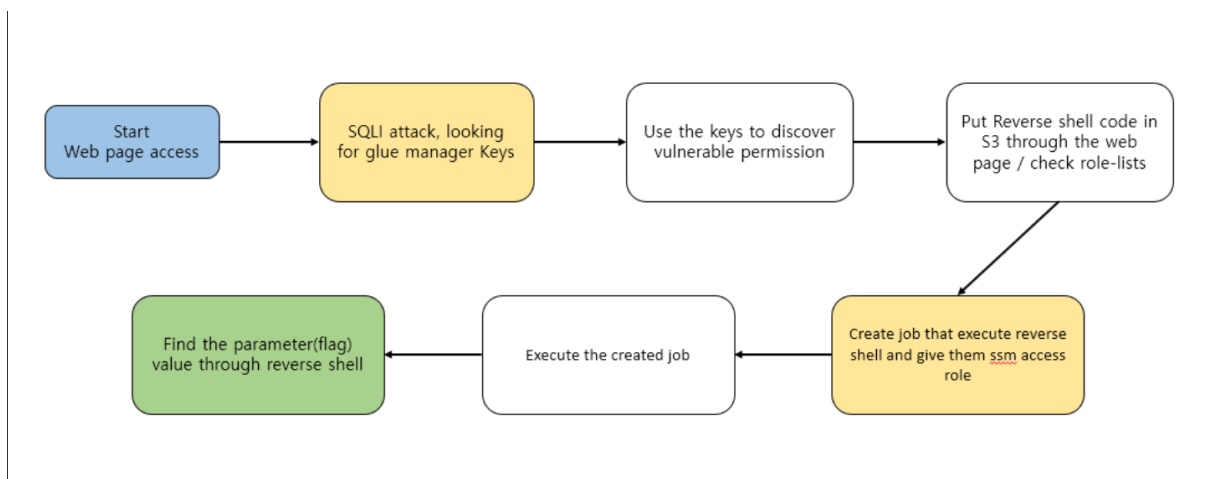 Start
Web page access
SQLI attack, looking
for glue manager Keys
Use the keys to discover
vulnerable permission
Put Reverse shell code in
S3 through the web
page / check role-lists
Create job that execute reverse
shell and give them ssm access
role
Execute the created job
Find the parameter(flag)
value through reverse shell